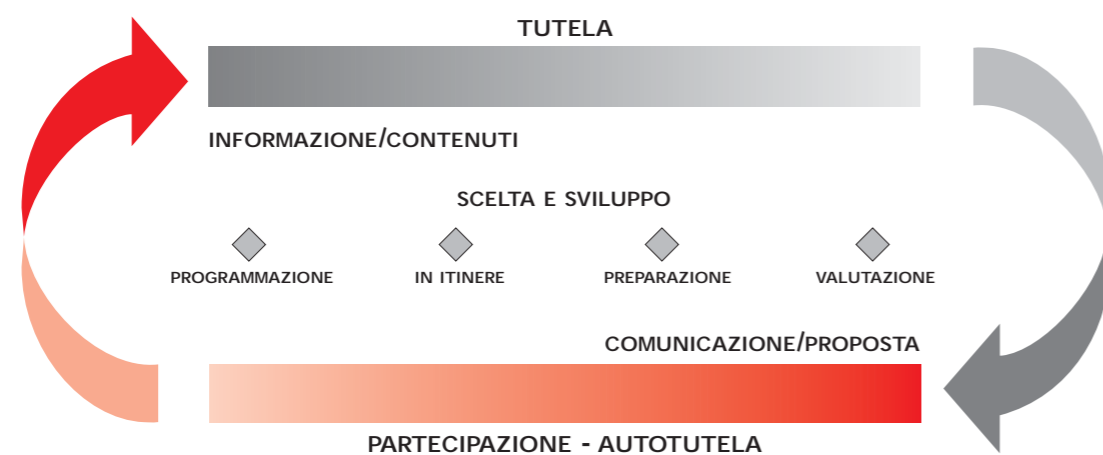 TUTELA
INFORMAZIONE/CONTENUTI
SCELTA E SVILUPPO
PROGRAMMAZIONE
IN ITINERE
PREPARAZIONE
VALUTAZIONE
COMUNICAZIONE/PROPOSTA
PARTECIPAZIONE - AUTOTUTELA